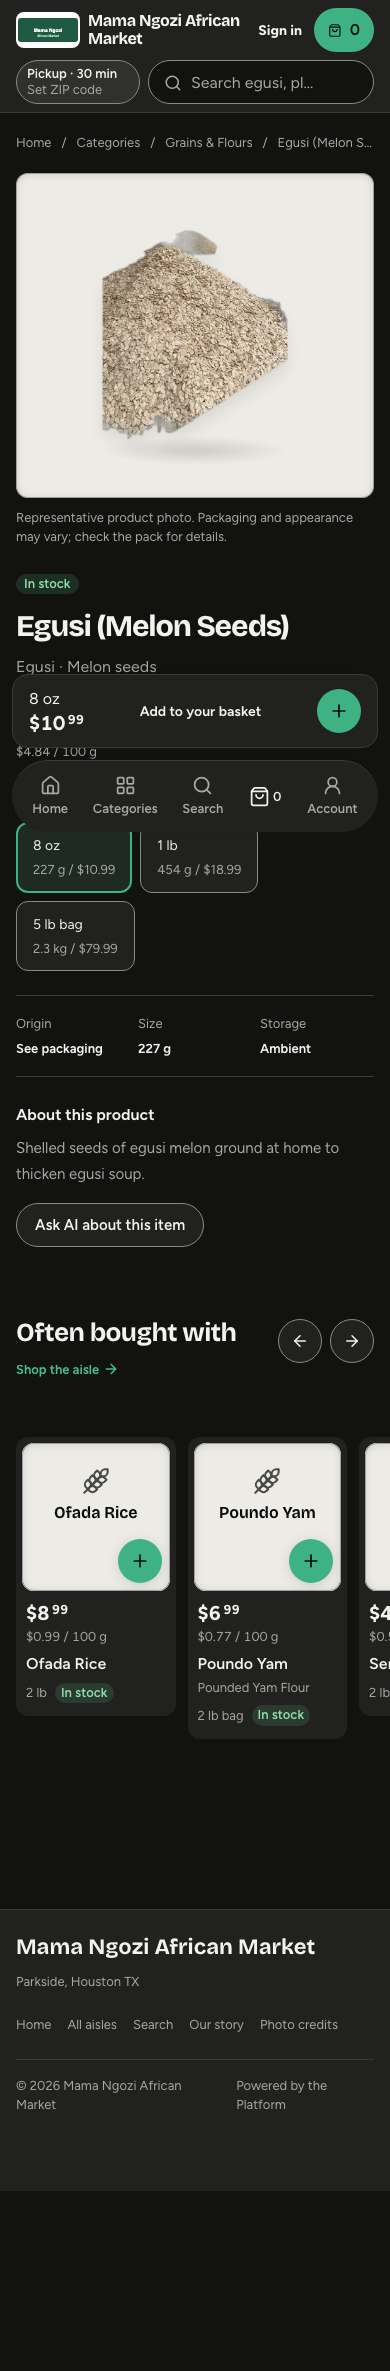 Mama Ngozi
African Market
Mama Ngozi African
Market
Sign in
0
Pickup · 30 min
Set ZIP code
Search egusi, pl...
Home / Categories / Grains & Flours / Egusi (Melon S...
Representative product photo. Packaging and appearance
may vary; check the pack for details.
In stock
Egusi (Melon Seeds)
Egusi · Melon seeds
8 oz
$10.99
Add to your basket
$4.84 / 100 g
Home
Categories
Search
0
Account
8 oz
227 g / $10.99
1 lb
454 g / $18.99
5 lb bag
2.3 kg / $79.99
Origin
See packaging
Size
227 g
Storage
Ambient
About this product
Shelled seeds of egusi melon ground at home to
thicken egusi soup.
Ask AI about this item
Often bought with
Shop the aisle
Ofada Rice
$8 99
$0.99 / 100 g
Ofada Rice
2 lb In stock
Poundo Yam
$6 99
$0.77 / 100 g
Poundo Yam
Pounded Yam Flour
2 lb bag In stock
$4
$0.
2 lb
Mama Ngozi African Market
Parkside, Houston TX
Home All aisles Search Our story Photo credits
© 2026 Mama Ngozi African
Market
Powered by the
Platform